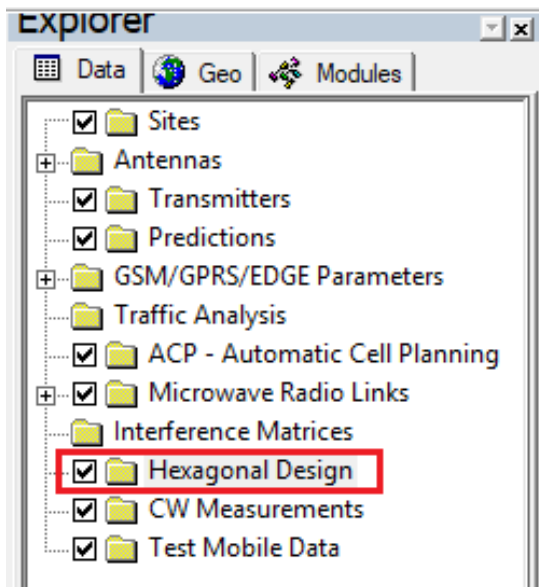 Explorer
Data Geo Modules
Sites
Antennas
Transmitters
Predictions
GSM/GPRS/EDGE Parameters
Traffic Analysis
ACP - Automatic Cell Planning
Microwave Radio Links
Interference Matrices
Hexagonal Design
CW Measurements
Test Mobile Data